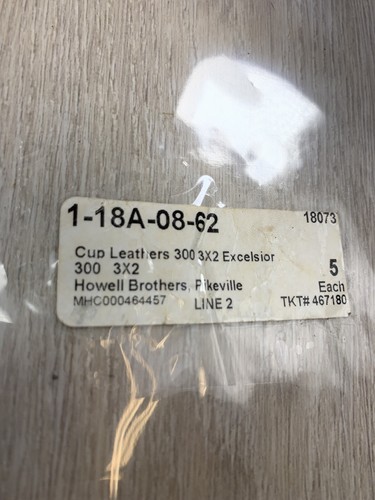 1-18A-08-62 18073
Cup Leathers 300 3X2 Excelsior
300 3X2 5
Howell Brothers, Pikeville Each
MHC000464457 LINE 2 TKT# 467180